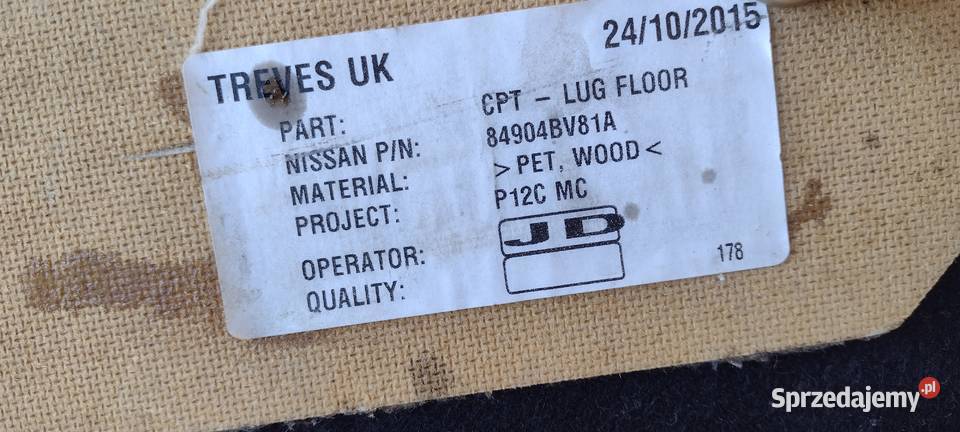 TREVES UK
24/10/2015
PART: CPT - LUG FLOOR
NISSAN P/N: 84904BV81A
MATERIAL: >PET, WOOD<
PROJECT: P12C MC
OPERATOR: JD
QUALITY:
178
Sprzedajemy.pl